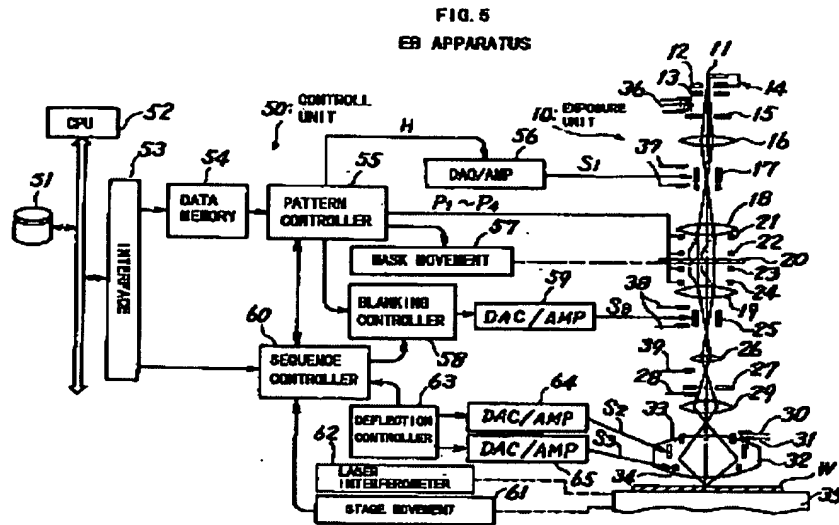 FIG. 5
EB APPARATUS
11
12
13
14
36
15
16
CPU
52
53
50: CONTROLL UNIT
10: EXPOSURE UNIT
H
56
37
17
51
54
55
DAC/AMP
S1
18
INTERFACE
DATA MEMORY
PATTERN CONTROLLER
P1~P4
57
21
22
20
MASK MOVEMENT
23
59
38
24
19
60
BLANKING CONTROLLER
DAC/AMP
SB
25
58
39
26
SEQUENCE CONTROLLER
63
64
28
27
29
DEFLECTION CONTROLLER
DAC/AMP
S2
33
30
31
62
DAC/AMP
S3
32
LASER INTERFEROMETER
65
34
W
61
STAGE MOVEMENT
35